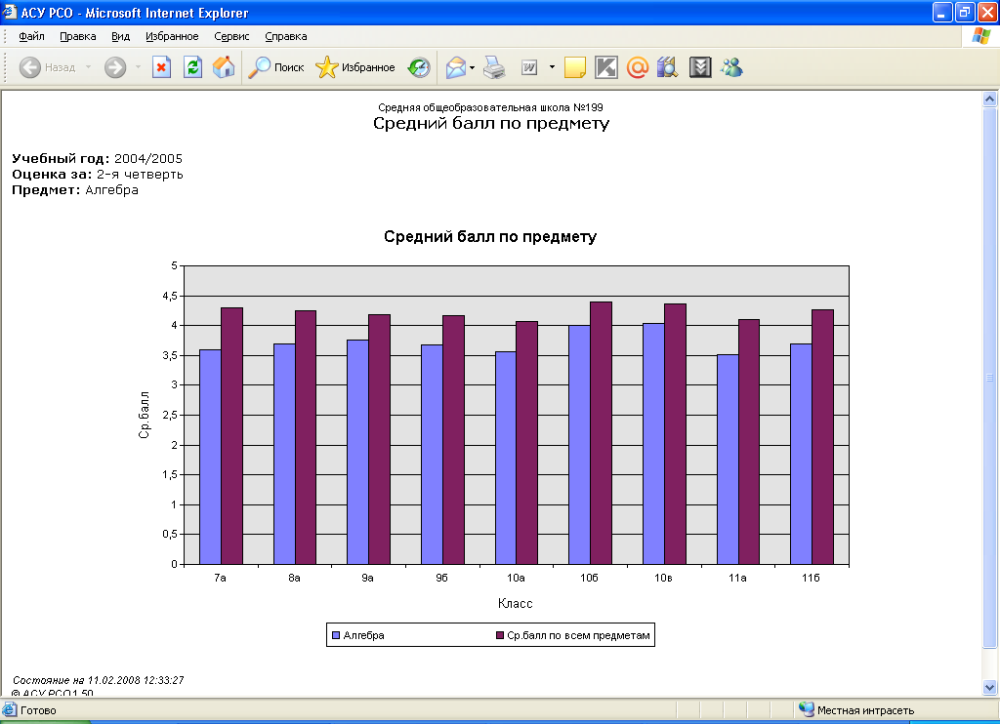 АСУ РСО - Microsoft Internet Explorer
Файл Правка Вид Избранное Сервис Справка
Назад Поиск Избранное
Средняя общеобразовательная школа №199
Средний балл по предмету
Учебный год: 2004/2005
Оценка за: 2-я четверть
Предмет: Алгебра
Средний балл по предмету
5
4,5
4
3,5
3
2,5
2
1,5
1
0,5
0
Ср.балл
7а 8а 9а 9б 10а 10б 10в 11а 11б
Класс
Алгебра Ср.балл по всем предметам
Состояние на 11.02.2008 12:33:27
© АСУ РСО 1.50
Готово Местная интрасеть